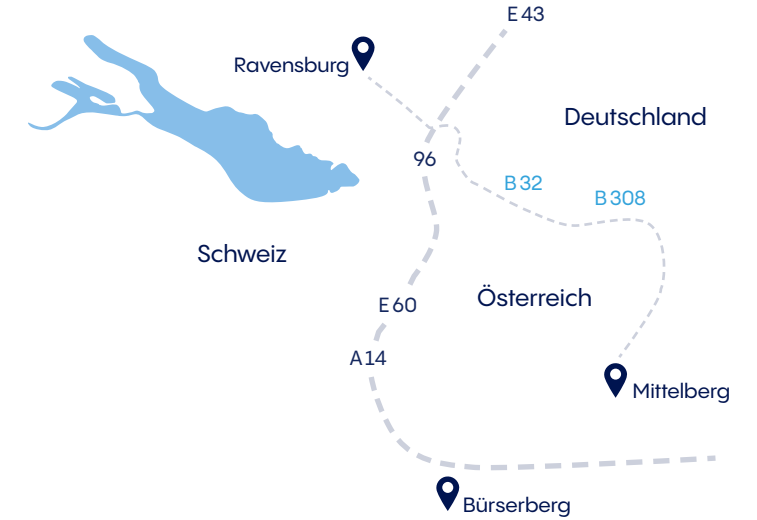 E 43
Ravensburg
Deutschland
96
B 32
B 308
Schweiz
Österreich
E 60
A 14
Mittelberg
Bürserberg